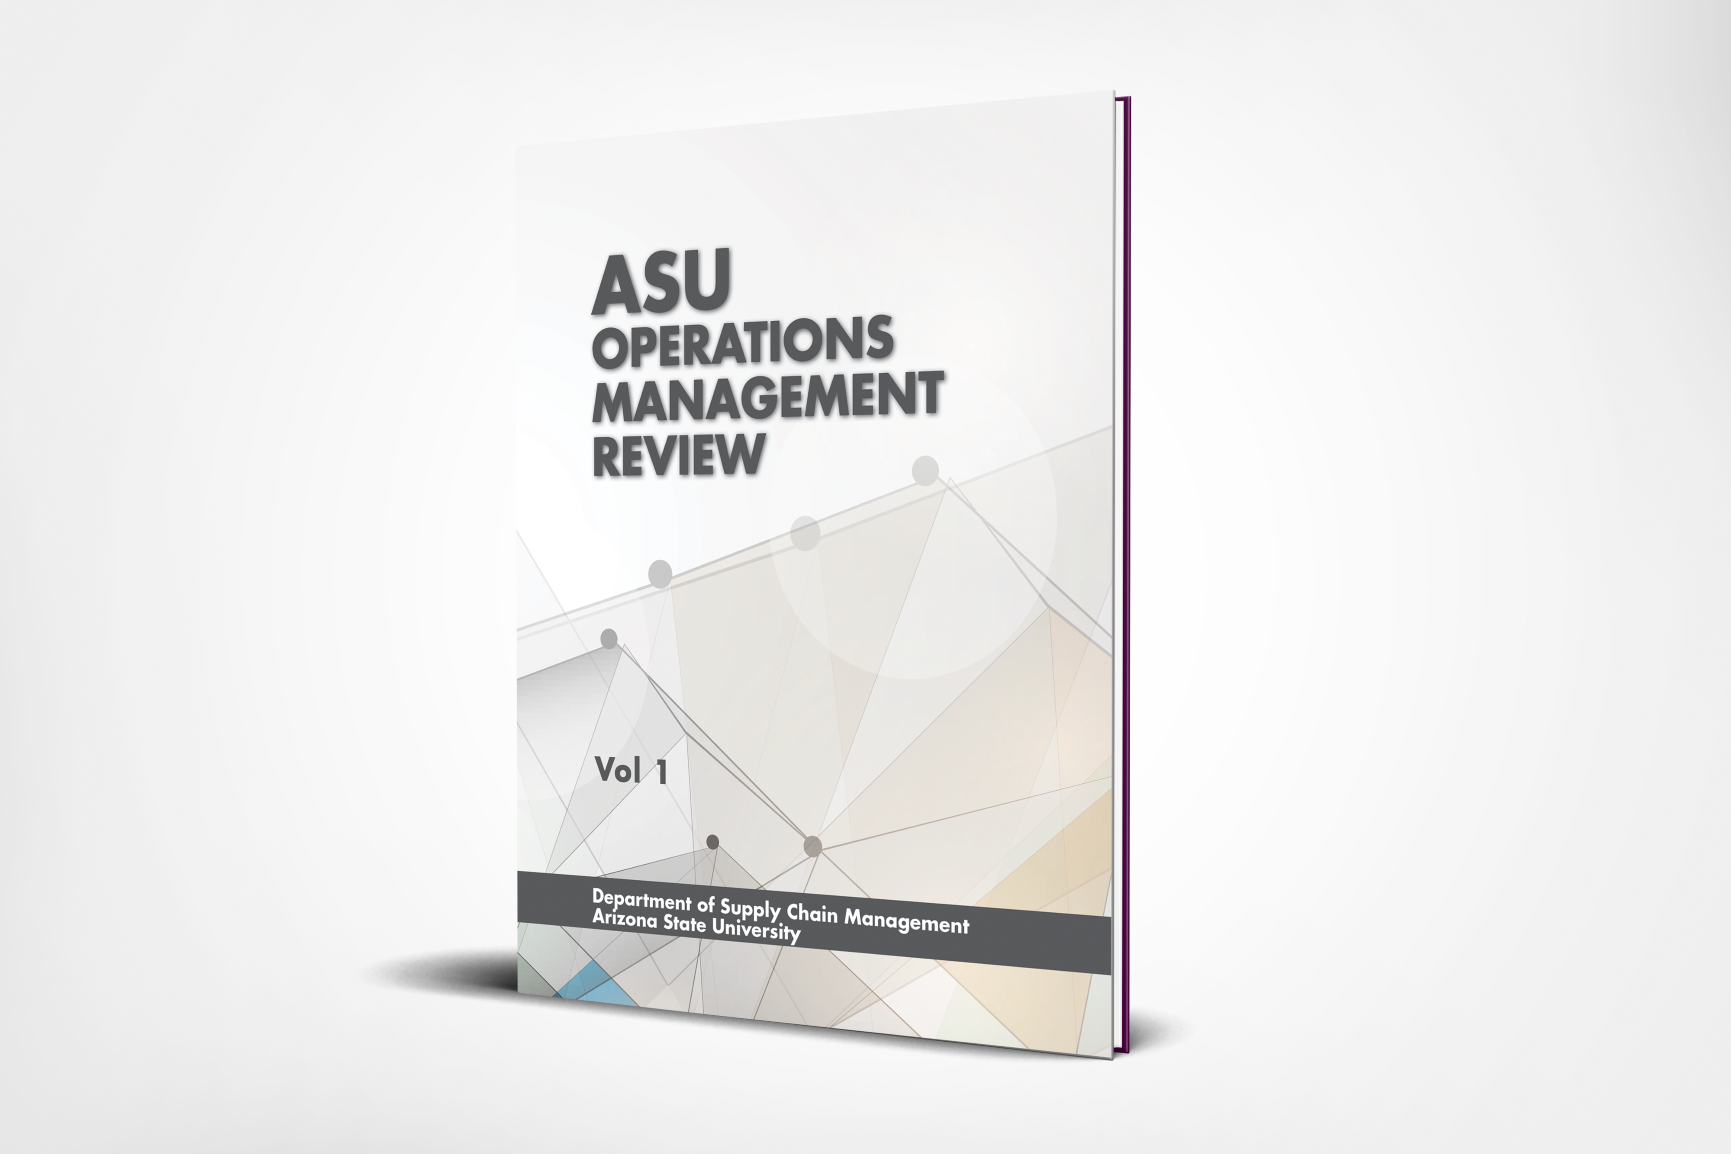 ASU
OPERATIONS
MANAGEMENT
REVIEW
Vol 1
Department of Supply Chain Management
Arizona State University